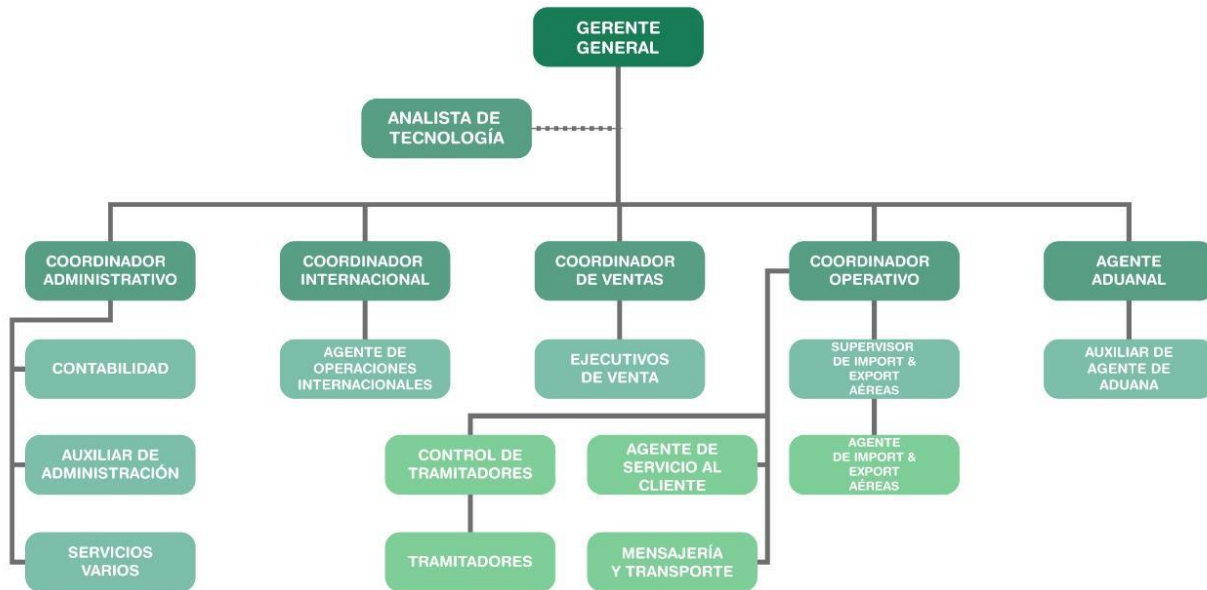 GERENTE
GENERAL
ANALISTA DE
TECNOLOGÍA
COORDINADOR
ADMINISTRATIVO
COORDINADOR
INTERNACIONAL
COORDINADOR
DE VENTAS
COORDINADOR
OPERATIVO
AGENTE
ADUANAL
CONTABILIDAD
AGENTE DE
OPERACIONES
INTERNACIONALES
EJECUTIVOS
DE VENTA
SUPERVISOR
DE IMPORT &
EXPORT
AÉREAS
AUXILIAR DE
AGENTE DE
ADUANA
AUXILIAR DE
ADMINISTRACIÓN
CONTROL DE
TRAMITADORES
AGENTE DE
SERVICIO AL
CLIENTE
AGENTE
DE IMPORT &
EXPORT
AÉREAS
SERVICIOS
VARIOS
TRAMITADORES
MENSAJERÍA
Y TRANSPORTE